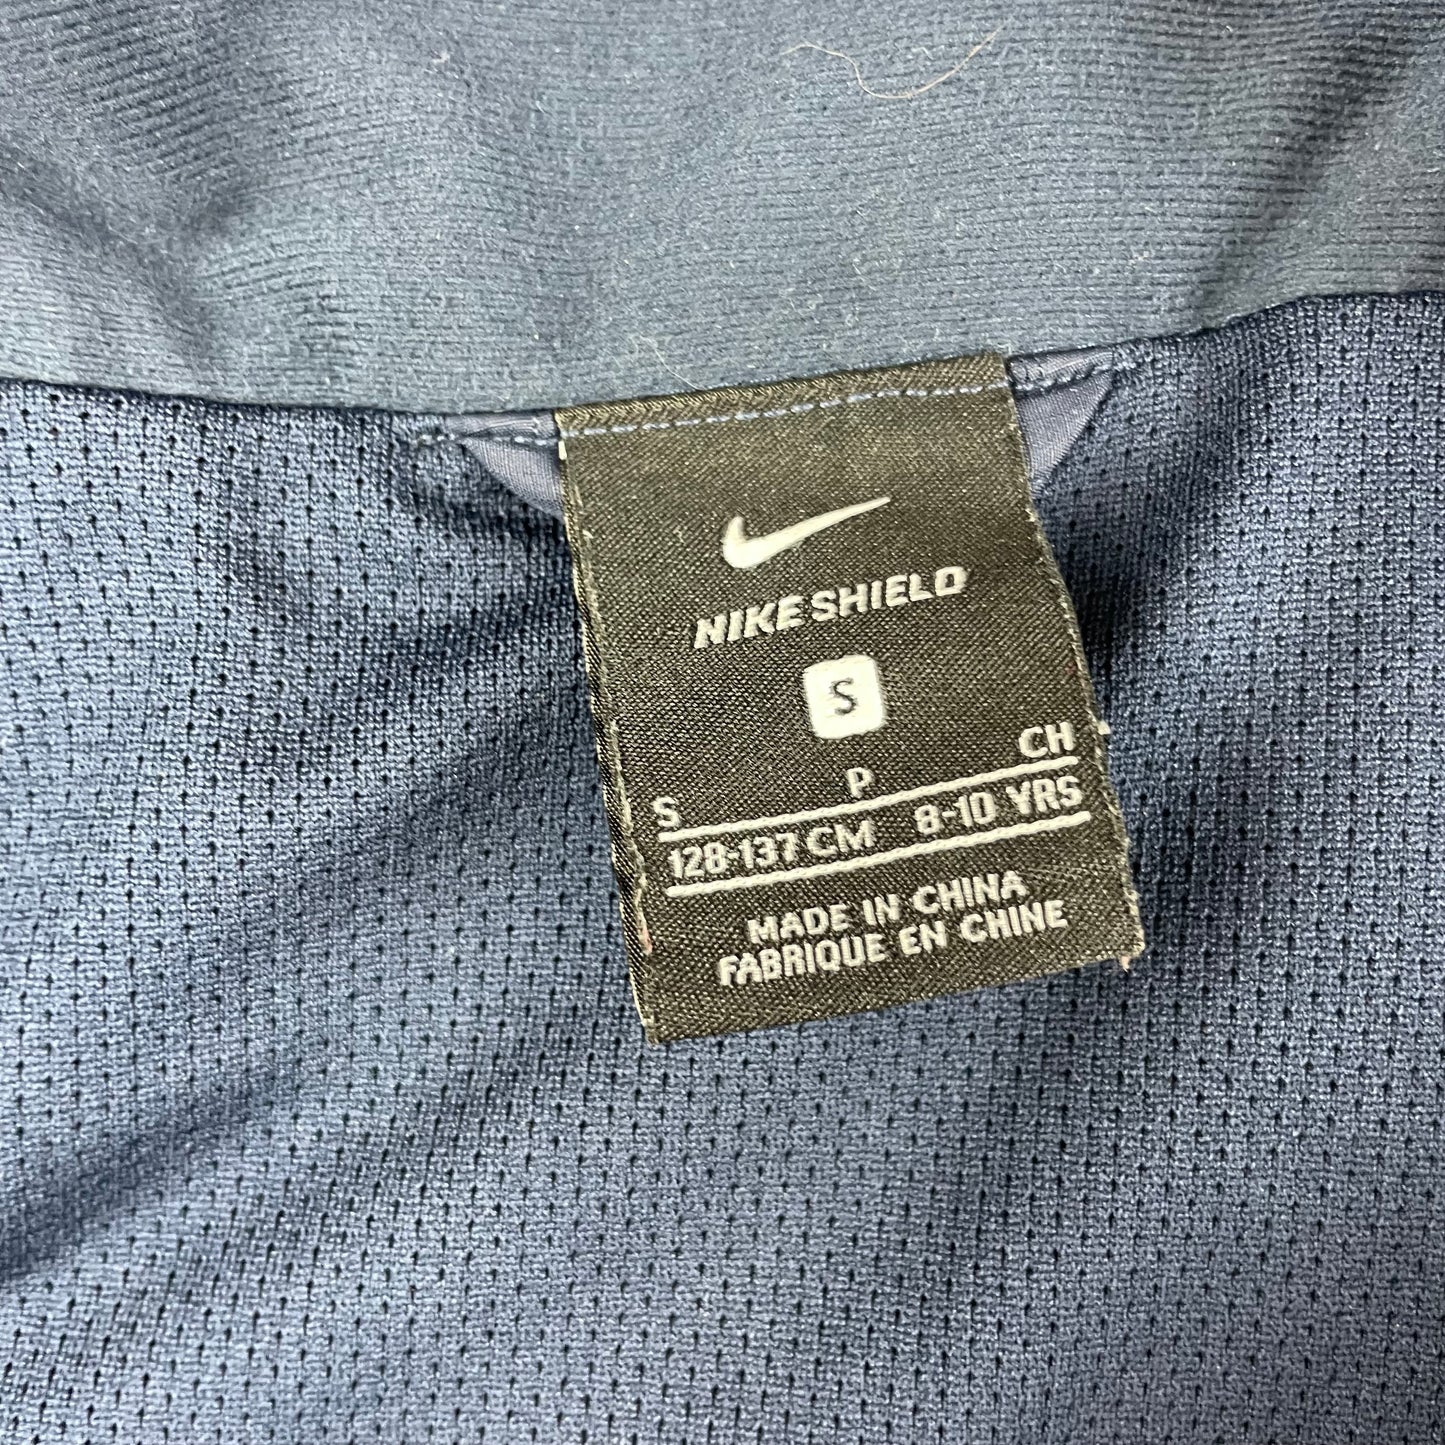 NIKE SHIELD
S
S P CH
128-137 CM 8-10 YRS
MADE IN CHINA
FABRIQUE EN CHINE